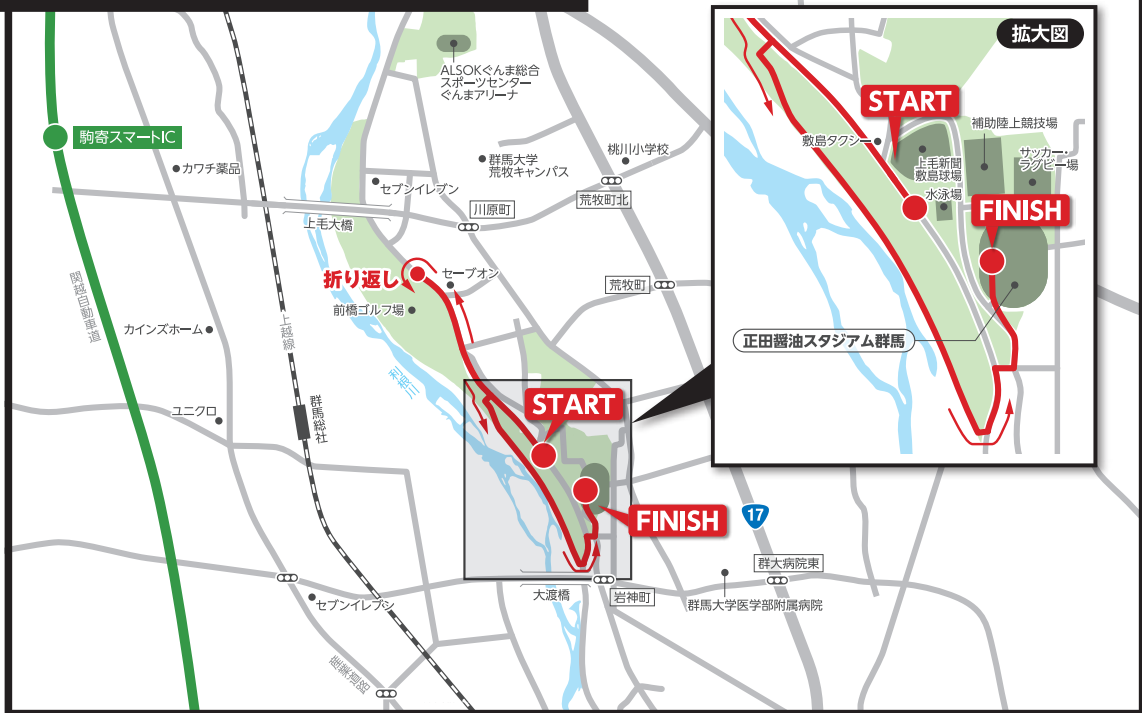 ALSOKぐんま総合
スポーツセンター
ぐんまアリーナ
駒寄スマートIC
カワチ薬品
群馬大学
荒牧キャンパス
桃川小学校
セブンイレブン
荒牧町北
川原町
上毛大橋
折り返し
セーブオン
荒牧町
前橋ゴルフ場
関越自動車道
カインズホーム
上越線
利根川
ユニクロ
群馬総社
START
FINISH
17
大渡橋
岩神町
群大病院東
群馬大学医学部附属病院
セブンイレブン
産業道路
拡大図
START
敷島タクシー
上毛新聞
敷島球場
補助陸上競技場
サッカー・
ラグビー場
水泳場
FINISH
正田醤油スタジアム群馬